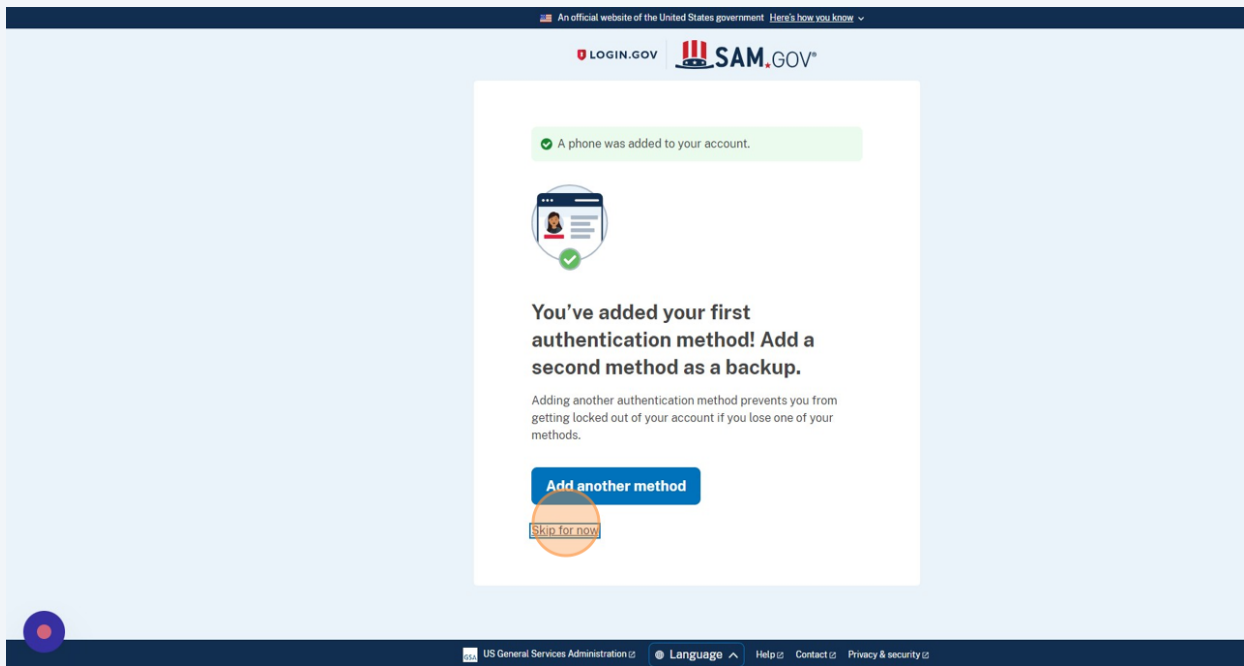 An official website of the United States government Here's how you know
LOGIN.GOV SAM.GOV®
A phone was added to your account.
You’ve added your first
authentication method! Add a
second method as a backup.
Adding another authentication method prevents you from
getting locked out of your account if you lose one of your
methods.
Add another method
Skip for now
GSA US General Services Administration Language Help Contact Privacy & security